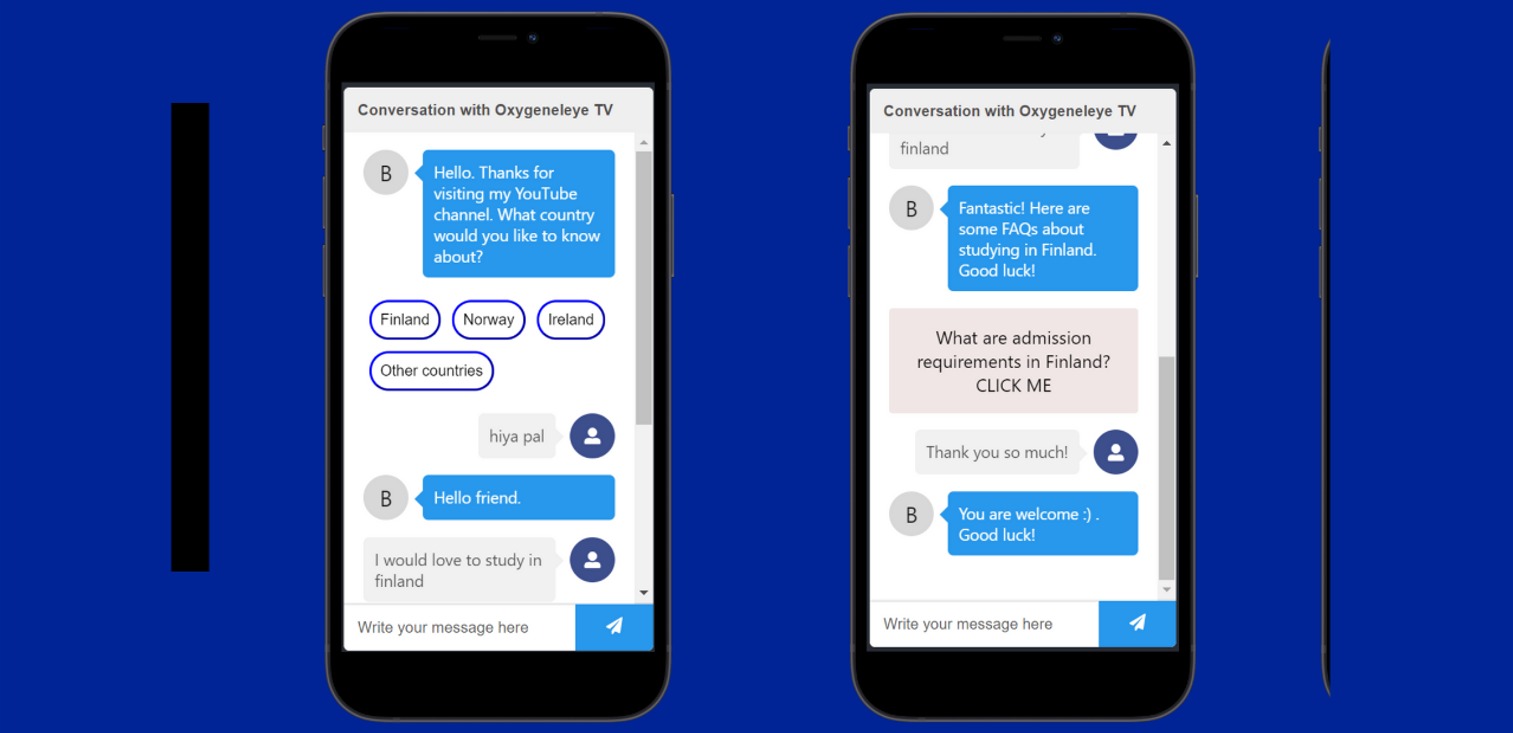 Conversation with Oxygeneleye TV
B
Hello. Thanks for
visiting my YouTube
channel. What country
would you like to know
about?
Finland
Norway
Ireland
Other countries
hiya pal
B
Hello friend.
I would love to study in
finland
Write your message here
Conversation with Oxygeneleye TV
finland
B
Fantastic! Here are
some FAQs about
studying in Finland.
Good luck!
What are admission
requirements in Finland?
CLICK ME
Thank you so much!
B
You are welcome :) .
Good luck!
Write your message here